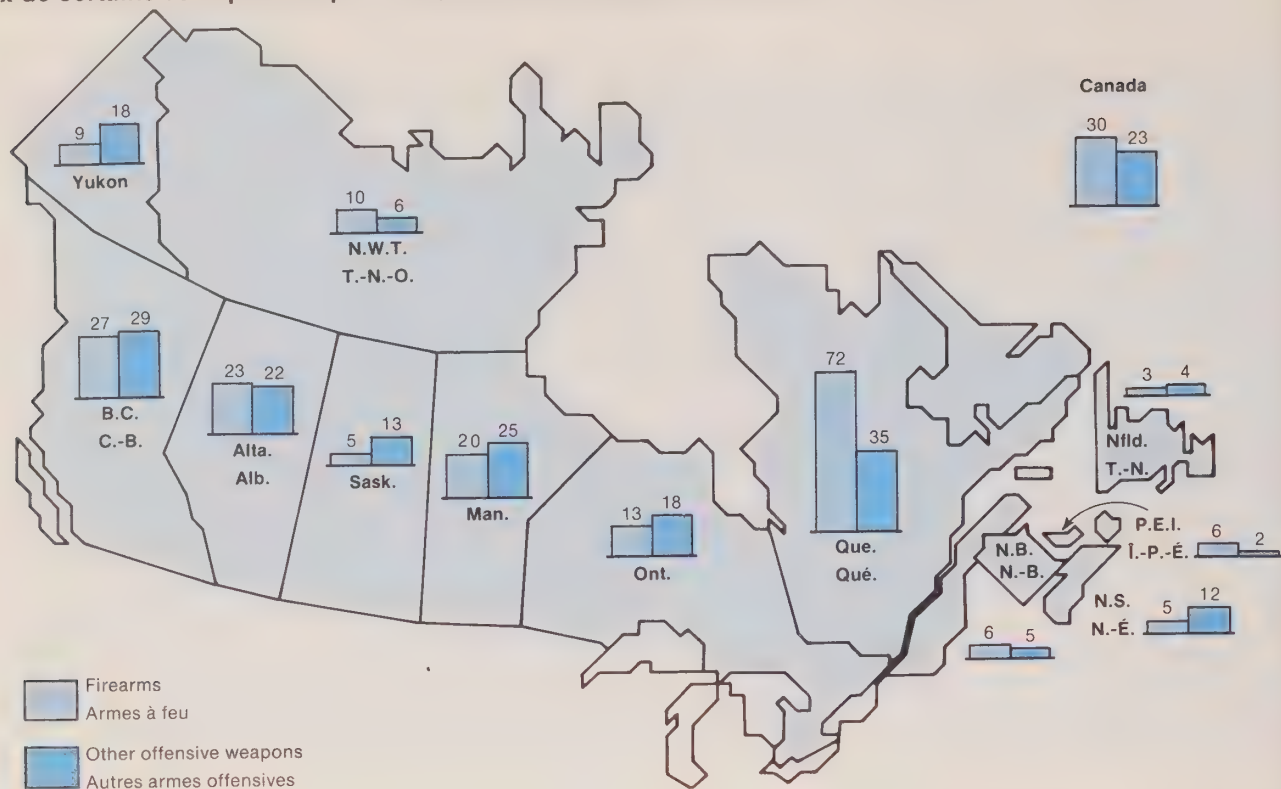 Canada
30 23
9 18
Yukon
10 6
N.W.T.
T.-N.-O.
27 29
B.C.
C.-B.
23 22
Alta.
Alb.
5 13
Sask.
20 25
Man.
13 18
Ont.
72
35
Que.
Qué.
3 4
Nfld.
T.-N.
P.E.I.
Î.-P.-É.
6 2
N.B.
N.-B.
6 5
N.S.
N.-É.
5 12
Firearms
Armes à feu
Other offensive weapons
Autres armes offensives